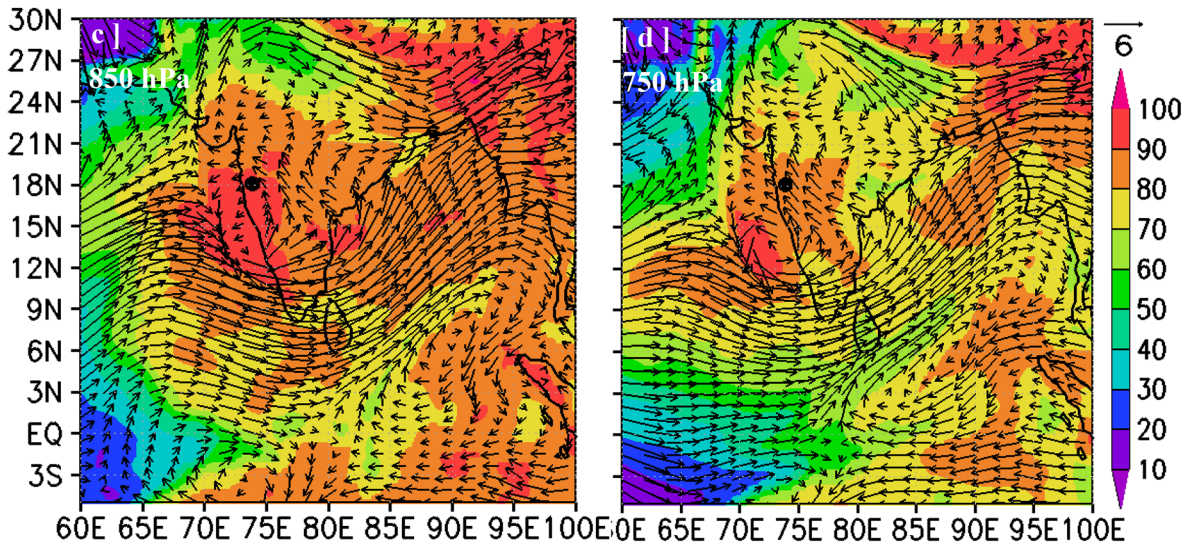 c ]
850 hPa
30N
27N
24N
21N
18N
15N
12N
9N
6N
3N
EQ
3S
60E 65E 70E 75E 80E 85E 90E 95E 100E
[ d ]
750 hPa
60E 65E 70E 75E 80E 85E 90E 95E 100E
6
100
90
80
70
60
50
40
30
20
10